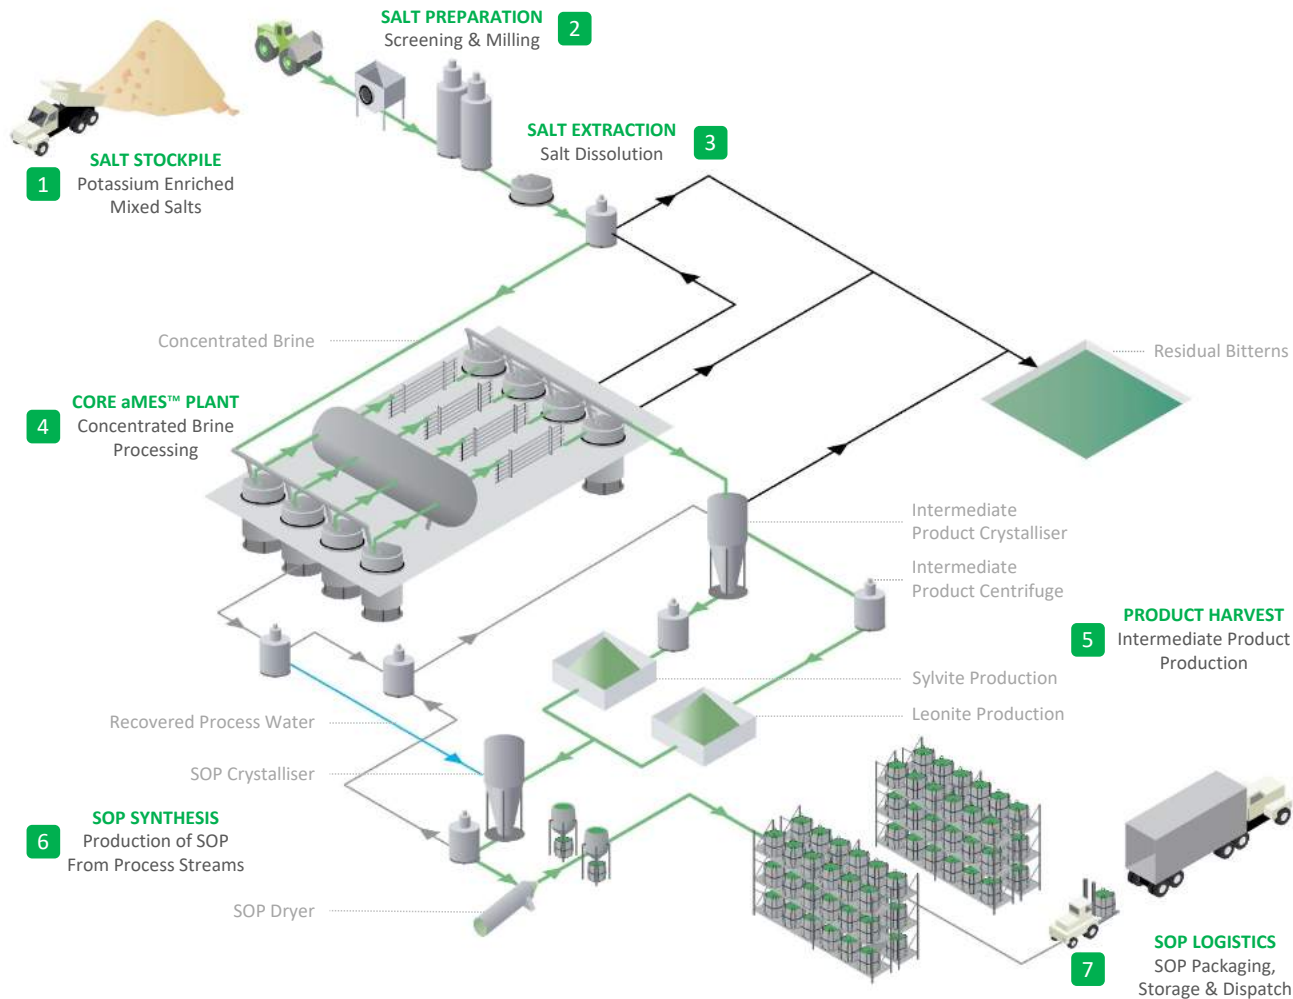 SALT PREPARATION
Screening & Milling
2
SALT EXTRACTION
Salt Dissolution
3
1
SALT STOCKPILE
Potassium Enriched
Mixed Salts
Concentrated Brine
Residual Bitterns
4
CORE aMES™ PLANT
Concentrated Brine
Processing
Intermediate
Product Crystalliser
Intermediate
Product Centrifuge
5
PRODUCT HARVEST
Intermediate Product
Production
Sylvite Production
Leonite Production
Recovered Process Water
SOP Crystalliser
6
SOP SYNTHESIS
Production of SOP
From Process Streams
SOP Dryer
7
SOP LOGISTICS
SOP Packaging,
Storage & Dispatch